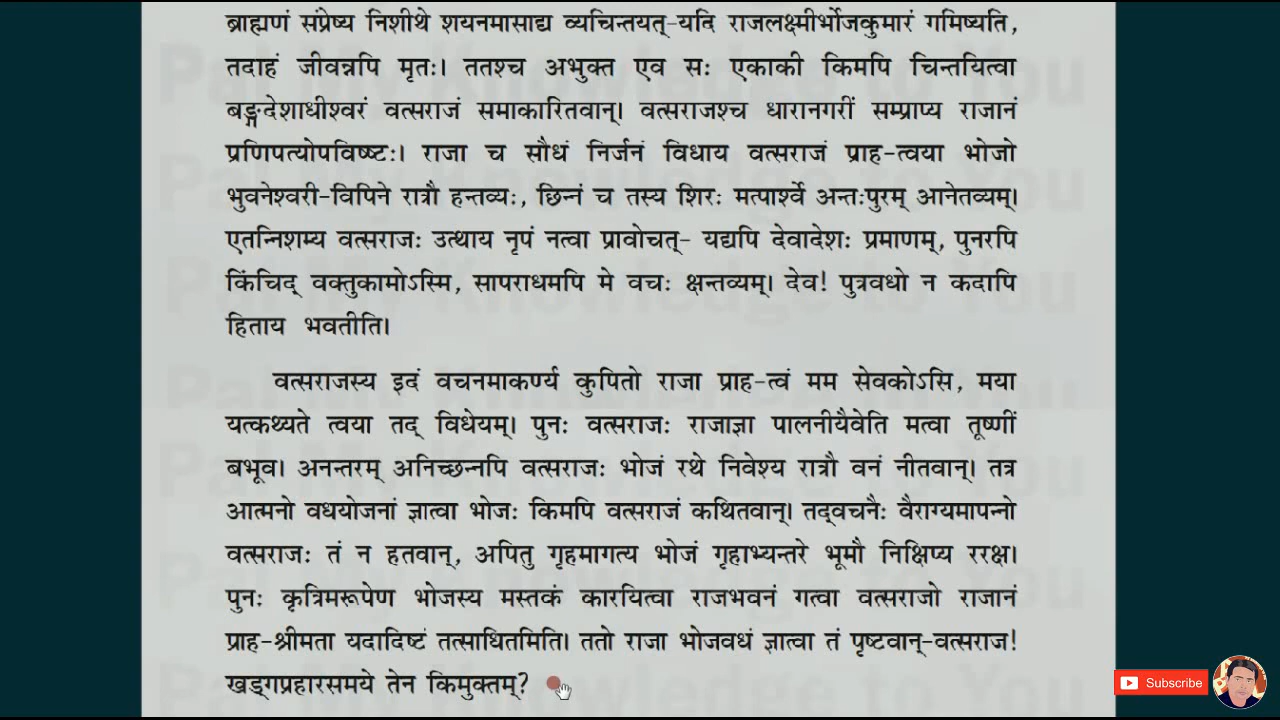 ब्राह्मणं संप्रेष्य निशीथे शयनमासाद्य व्यचिन्तयत्-यदि राजलक्ष्मीर्भोजकुमारं गमिष्यति,
तदाहं जीवन्नपि मृतः। ततश्च अभुक्त एव सः एकाकी किमपि चिन्तयित्वा
बङ्गदेशाधीश्वरं वत्सराजं समाकारितवान्। वत्सराजश्च धारानगरीं सम्प्राप्य राजानं
प्रणिपत्योपविष्ष्टः। राजा च सौधं निर्जनं विधाय वत्सराजं प्राह-त्वया भोजो
भुवनेश्वरी-विपिने रात्रौ हन्तव्यः, छिन्नं च तस्य शिरः मत्पार्श्वे अन्तःपुरम् आनेतव्यम्।
एतन्निशम्य वत्सराजः उत्थाय नृपं नत्वा प्रावोचत्- यद्यपि देवादेशः प्रमाणम्, पुनरपि
किंचिद् वक्तुकामोऽस्मि, सापराधमपि मे वचः क्षन्तव्यम्। देव! पुत्रवधो न कदापि
हिताय भवतीति।
वत्सराजस्य इदं वचनमाकर्ण्य कुपितो राजा प्राह-त्वं मम सेवकोऽसि, मया
यत्कथ्यते त्वया तद् विधेयम्। पुनः वत्सराजः राजाज्ञा पालनीयैवेति मत्वा तूष्णीं
बभूव। अनन्तरम् अनिच्छन्नपि वत्सराजः भोजं रथे निवेश्य रात्रौ वनं नीतवान्। तत्र
आत्मनो वधयोजनां ज्ञात्वा भोजः किमपि वत्सराजं कथितवान्। तद्वचनैः वैराग्यमापन्नो
वत्सराजः तं न हतवान्, अपितु गृहमागत्य भोजं गृहाभ्यन्तरे भूमौ निक्षिप्य ररक्ष।
पुनः कृत्रिमरूपेण भोजस्य मस्तकं कारयित्वा राजभवनं गत्वा वत्सराजो राजानं
प्राह-श्रीमता यदादिष्टं तत्साधितमिति। ततो राजा भोजवधं ज्ञात्वा तं पृष्टवान्-वत्सराज!
खड्गप्रहारसमये तेन किमुक्तम्?
Subscribe